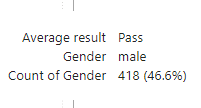 Average result Pass
Gender male
Count of Gender 418 (46.6%)